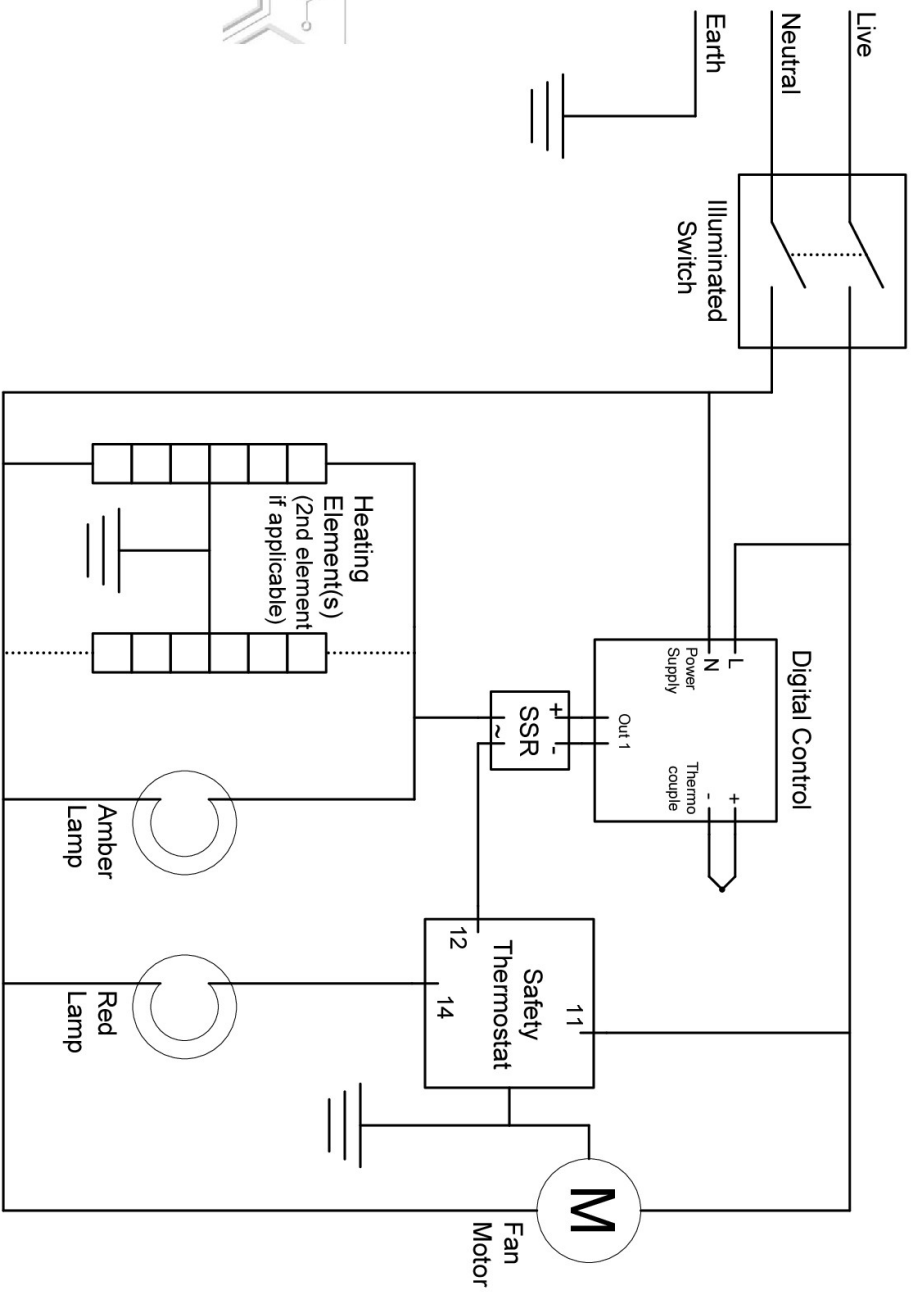 Live
Neutral
Earth
Illuminated
Switch
Digital Control
L
N
Power
Supply
Thermo
couple
+
-
Out 1
+
-
SSR
~
Heating
Element(s)
(2nd element
if applicable)
Safety
Thermostat
11
12
14
Amber
Lamp
Red
Lamp
M
Fan
Motor